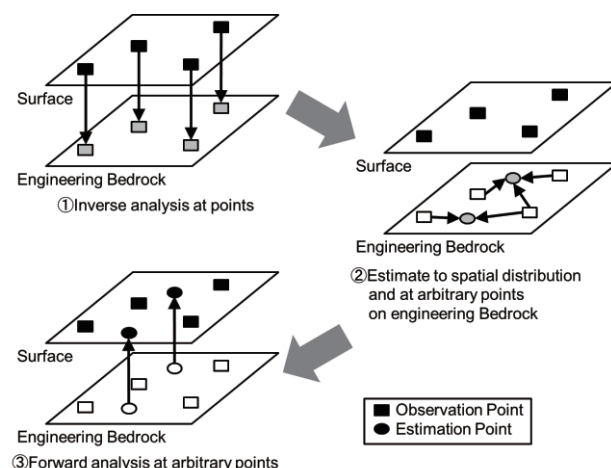 Surface
Engineering Bedrock
①Inverse analysis at points
Surface
Engineering Bedrock
②Estimate to spatial distribution
and at arbitrary points
on engineering Bedrock
Surface
Engineering Bedrock
③Forward analysis at arbitrary points
Observation Point
Estimation Point